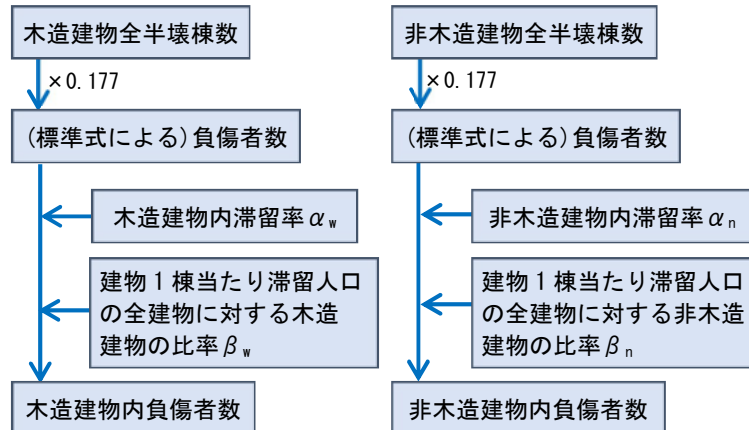 木造建物全半壊棟数
×0.177
(標準式による)負傷者数
木造建物内滞留率αw
建物1棟当たり滞留人口
の全建物に対する木造
建物の比率βw
木造建物内負傷者数
非木造建物全半壊棟数
×0.177
(標準式による)負傷者数
非木造建物内滞留率αn
建物1棟当たり滞留人口
の全建物に対する非木造
建物の比率βn
非木造建物内負傷者数